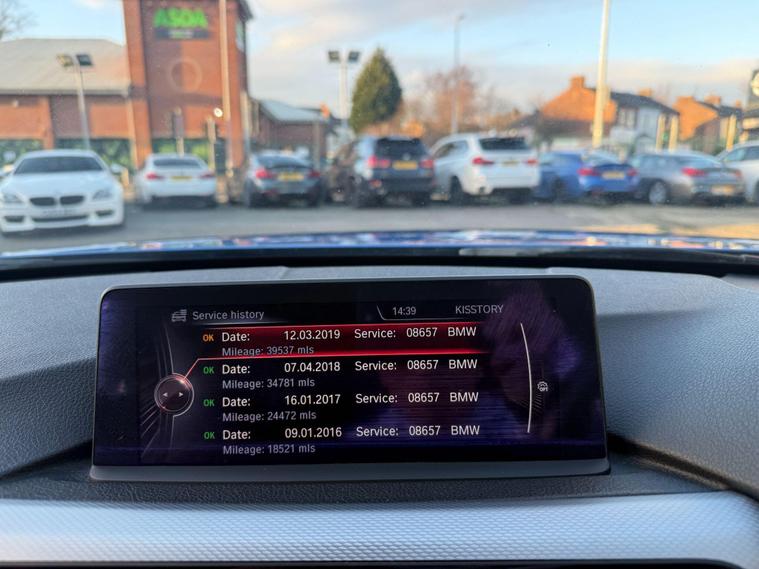 ASDA
Service history 14:39 KISSTORY
OK Date: 12.03.2019 Service: 08657 BMW
Mileage: 39537 mls
OK Date: 07.04.2018 Service: 08657 BMW
Mileage: 34781 mls
OK Date: 16.01.2017 Service: 08657 BMW
Mileage: 24472 mls
OK Date: 09.01.2016 Service: 08657 BMW
Mileage: 18521 mls
OFF